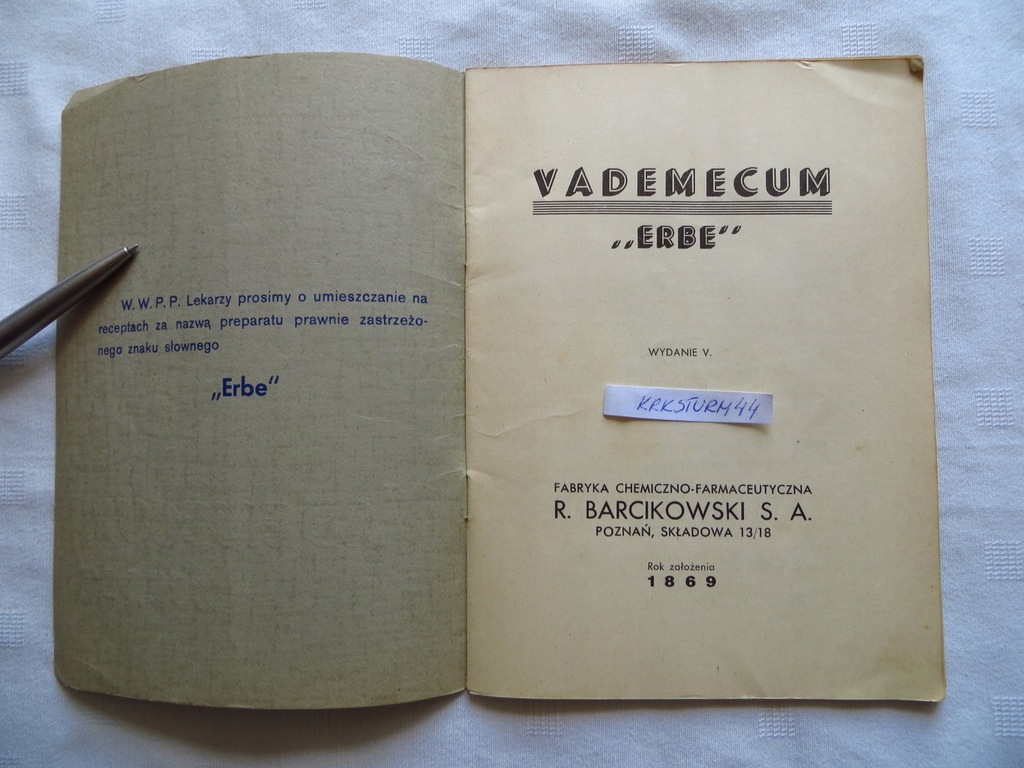 W. W. P. P. Lekarzy prosimy o umieszczanie na
receptach za nazwą preparatu prawnie zastrzeżo-
nego znaku słownego
„Erbe“
VADEMECUM
„ERBE”
WYDANIE V.
KRKSTURM44
FABRYKA CHEMICZNO-FARMACEUTYCZNA
R. BARCIKOWSKI S. A.
POZNAŃ, SKŁADOWA 13/18
Rok założenia
1869